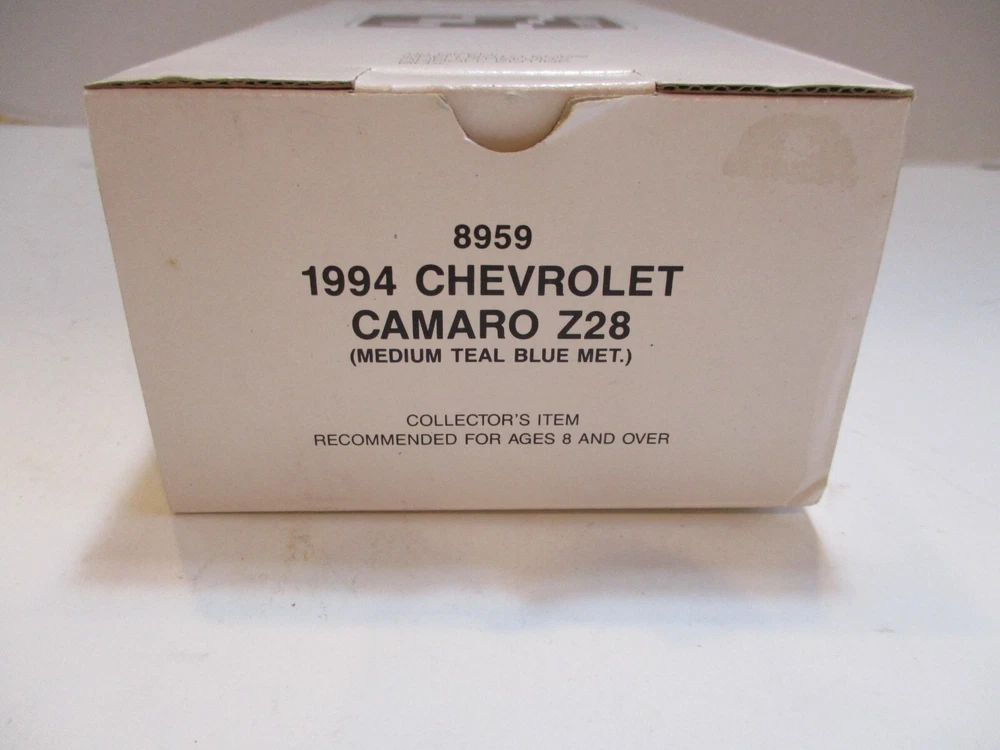 8959
1994 CHEVROLET
CAMARO Z28
(MEDIUM TEAL BLUE MET.)
COLLECTOR'S ITEM
RECOMMENDED FOR AGES 8 AND OVER